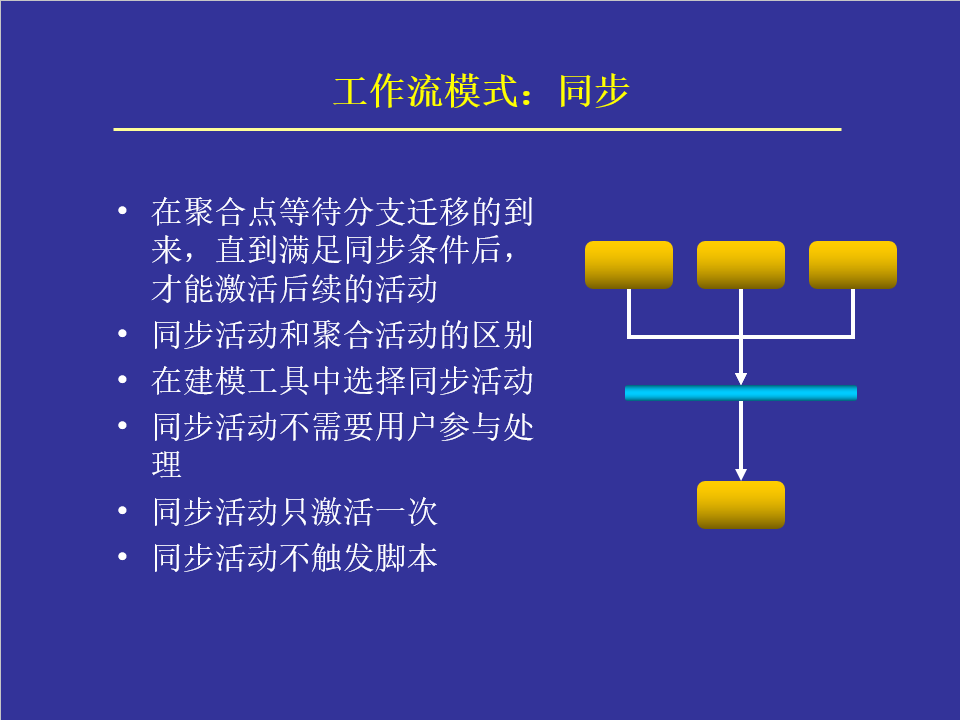 工作流模式：同步
• 在聚合点等待分支迁移的到
来，直到满足同步条件后，
才能激活后续的活动
• 同步活动和聚合活动的区别
• 在建模工具中选择同步活动
• 同步活动不需要用户参与处
理
• 同步活动只激活一次
• 同步活动不触发脚本